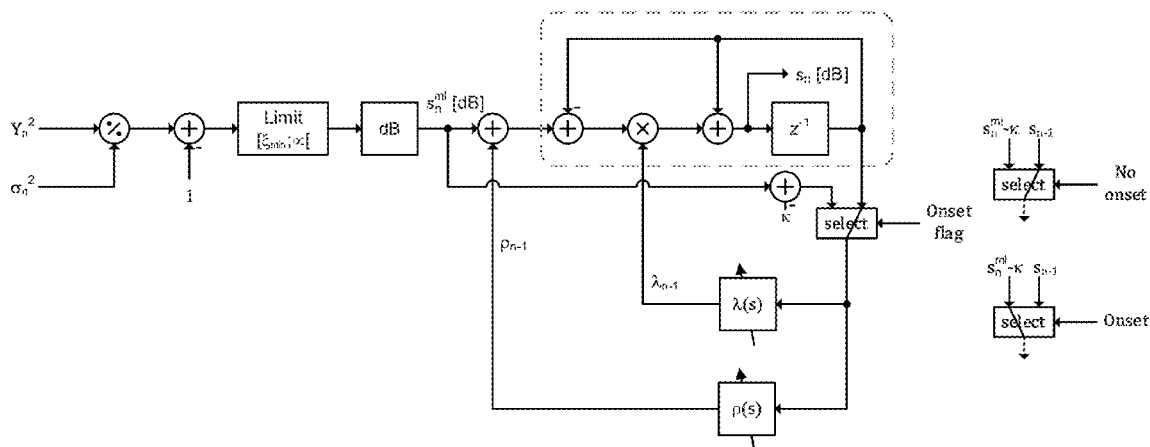 Yₙ²
σₙ²
1
Limit
[ξmin;∞[
dB
sₙᵐˡ [dB]
sₙ [dB]
z⁻¹
κ
select
Onset
flag
ρₙ₋₁
λₙ₋₁
λ(s)
ρ(s)
sₙᵐˡ-κ sₙ₋₁
select
No
onset
sₙᵐˡ-κ sₙ₋₁
select
Onset